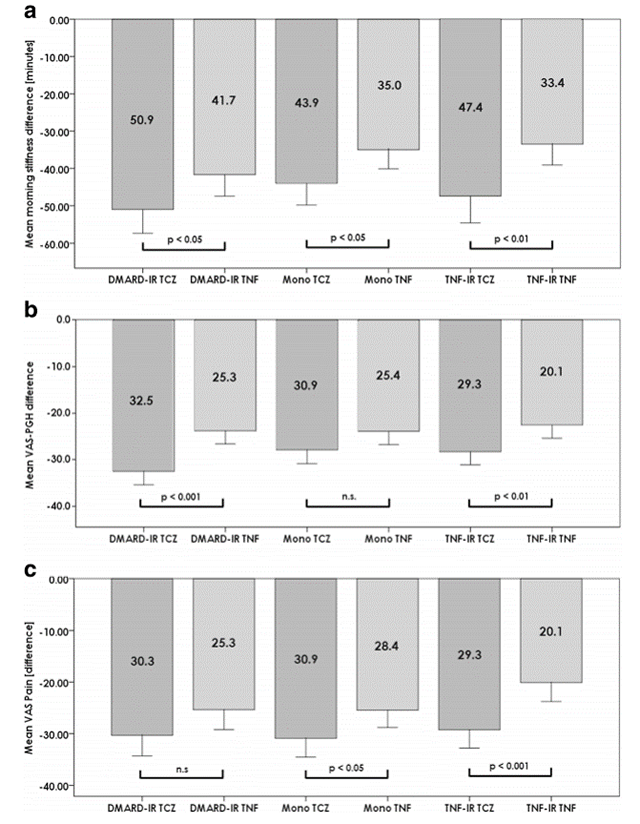 a
Mean morning stiffness difference [minutes]
0.00
-10.00
-20.00
-30.00
-40.00
-50.00
-60.00
50.9
41.7
43.9
35.0
47.4
33.4
p < 0.05
p < 0.05
p < 0.01
DMARD-IR TCZ DMARD-IR TNF Mono TCZ Mono TNF TNF-IR TCZ TNF-IR TNF
b
Mean VAS-PGH difference
0.0
-10.0
-20.0
-30.0
-40.0
32.5
25.3
30.9
25.4
29.3
20.1
p < 0.001
n.s.
p < 0.01
DMARD-IR TCZ DMARD-IR TNF Mono TCZ Mono TNF TNF-IR TCZ TNF-IR TNF
c
Mean VAS Pain [difference]
0.00
-10.00
-20.00
-30.00
-40.00
30.3
25.3
30.9
28.4
29.3
20.1
n.s
p < 0.05
p < 0.001
DMARD-IR TCZ DMARD-IR TNF Mono TCZ Mono TNF TNF-IR TCZ TNF-IR TNF